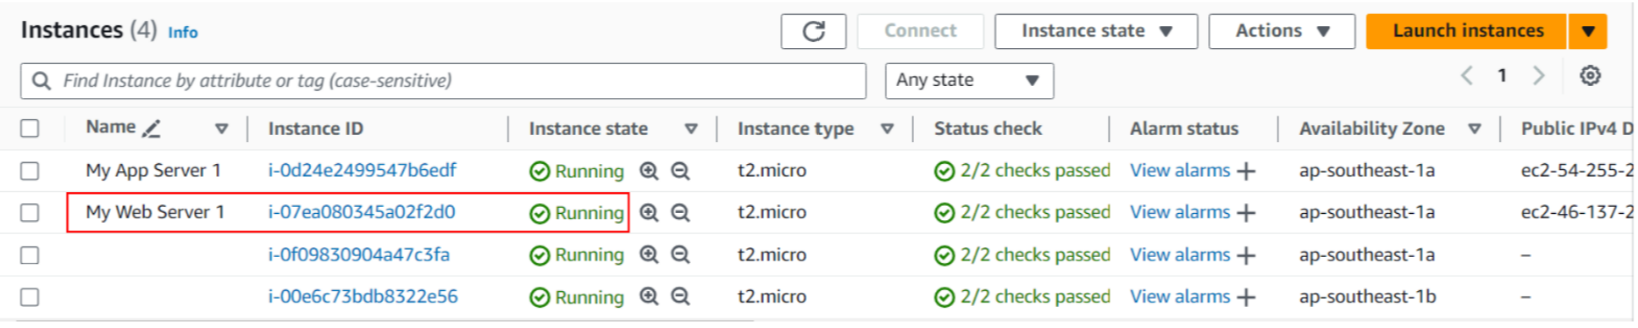 Instances (4) Info Connect Instance state Actions Launch instances
Find Instance by attribute or tag (case-sensitive) Any state 1
Name Instance ID Instance state Instance type Status check Alarm status Availability Zone Public IPv4 D
My App Server 1 i-0d24e2499547b6edf Running t2.micro 2/2 checks passed View alarms ap-southeast-1a ec2-54-255-2
My Web Server 1 i-07ea080345a02f2d0 Running t2.micro 2/2 checks passed View alarms ap-southeast-1a ec2-46-137-2
i-0f09830904a47c3fa Running t2.micro 2/2 checks passed View alarms ap-southeast-1a –
i-00e6c73bdb8322e56 Running t2.micro 2/2 checks passed View alarms ap-southeast-1b –